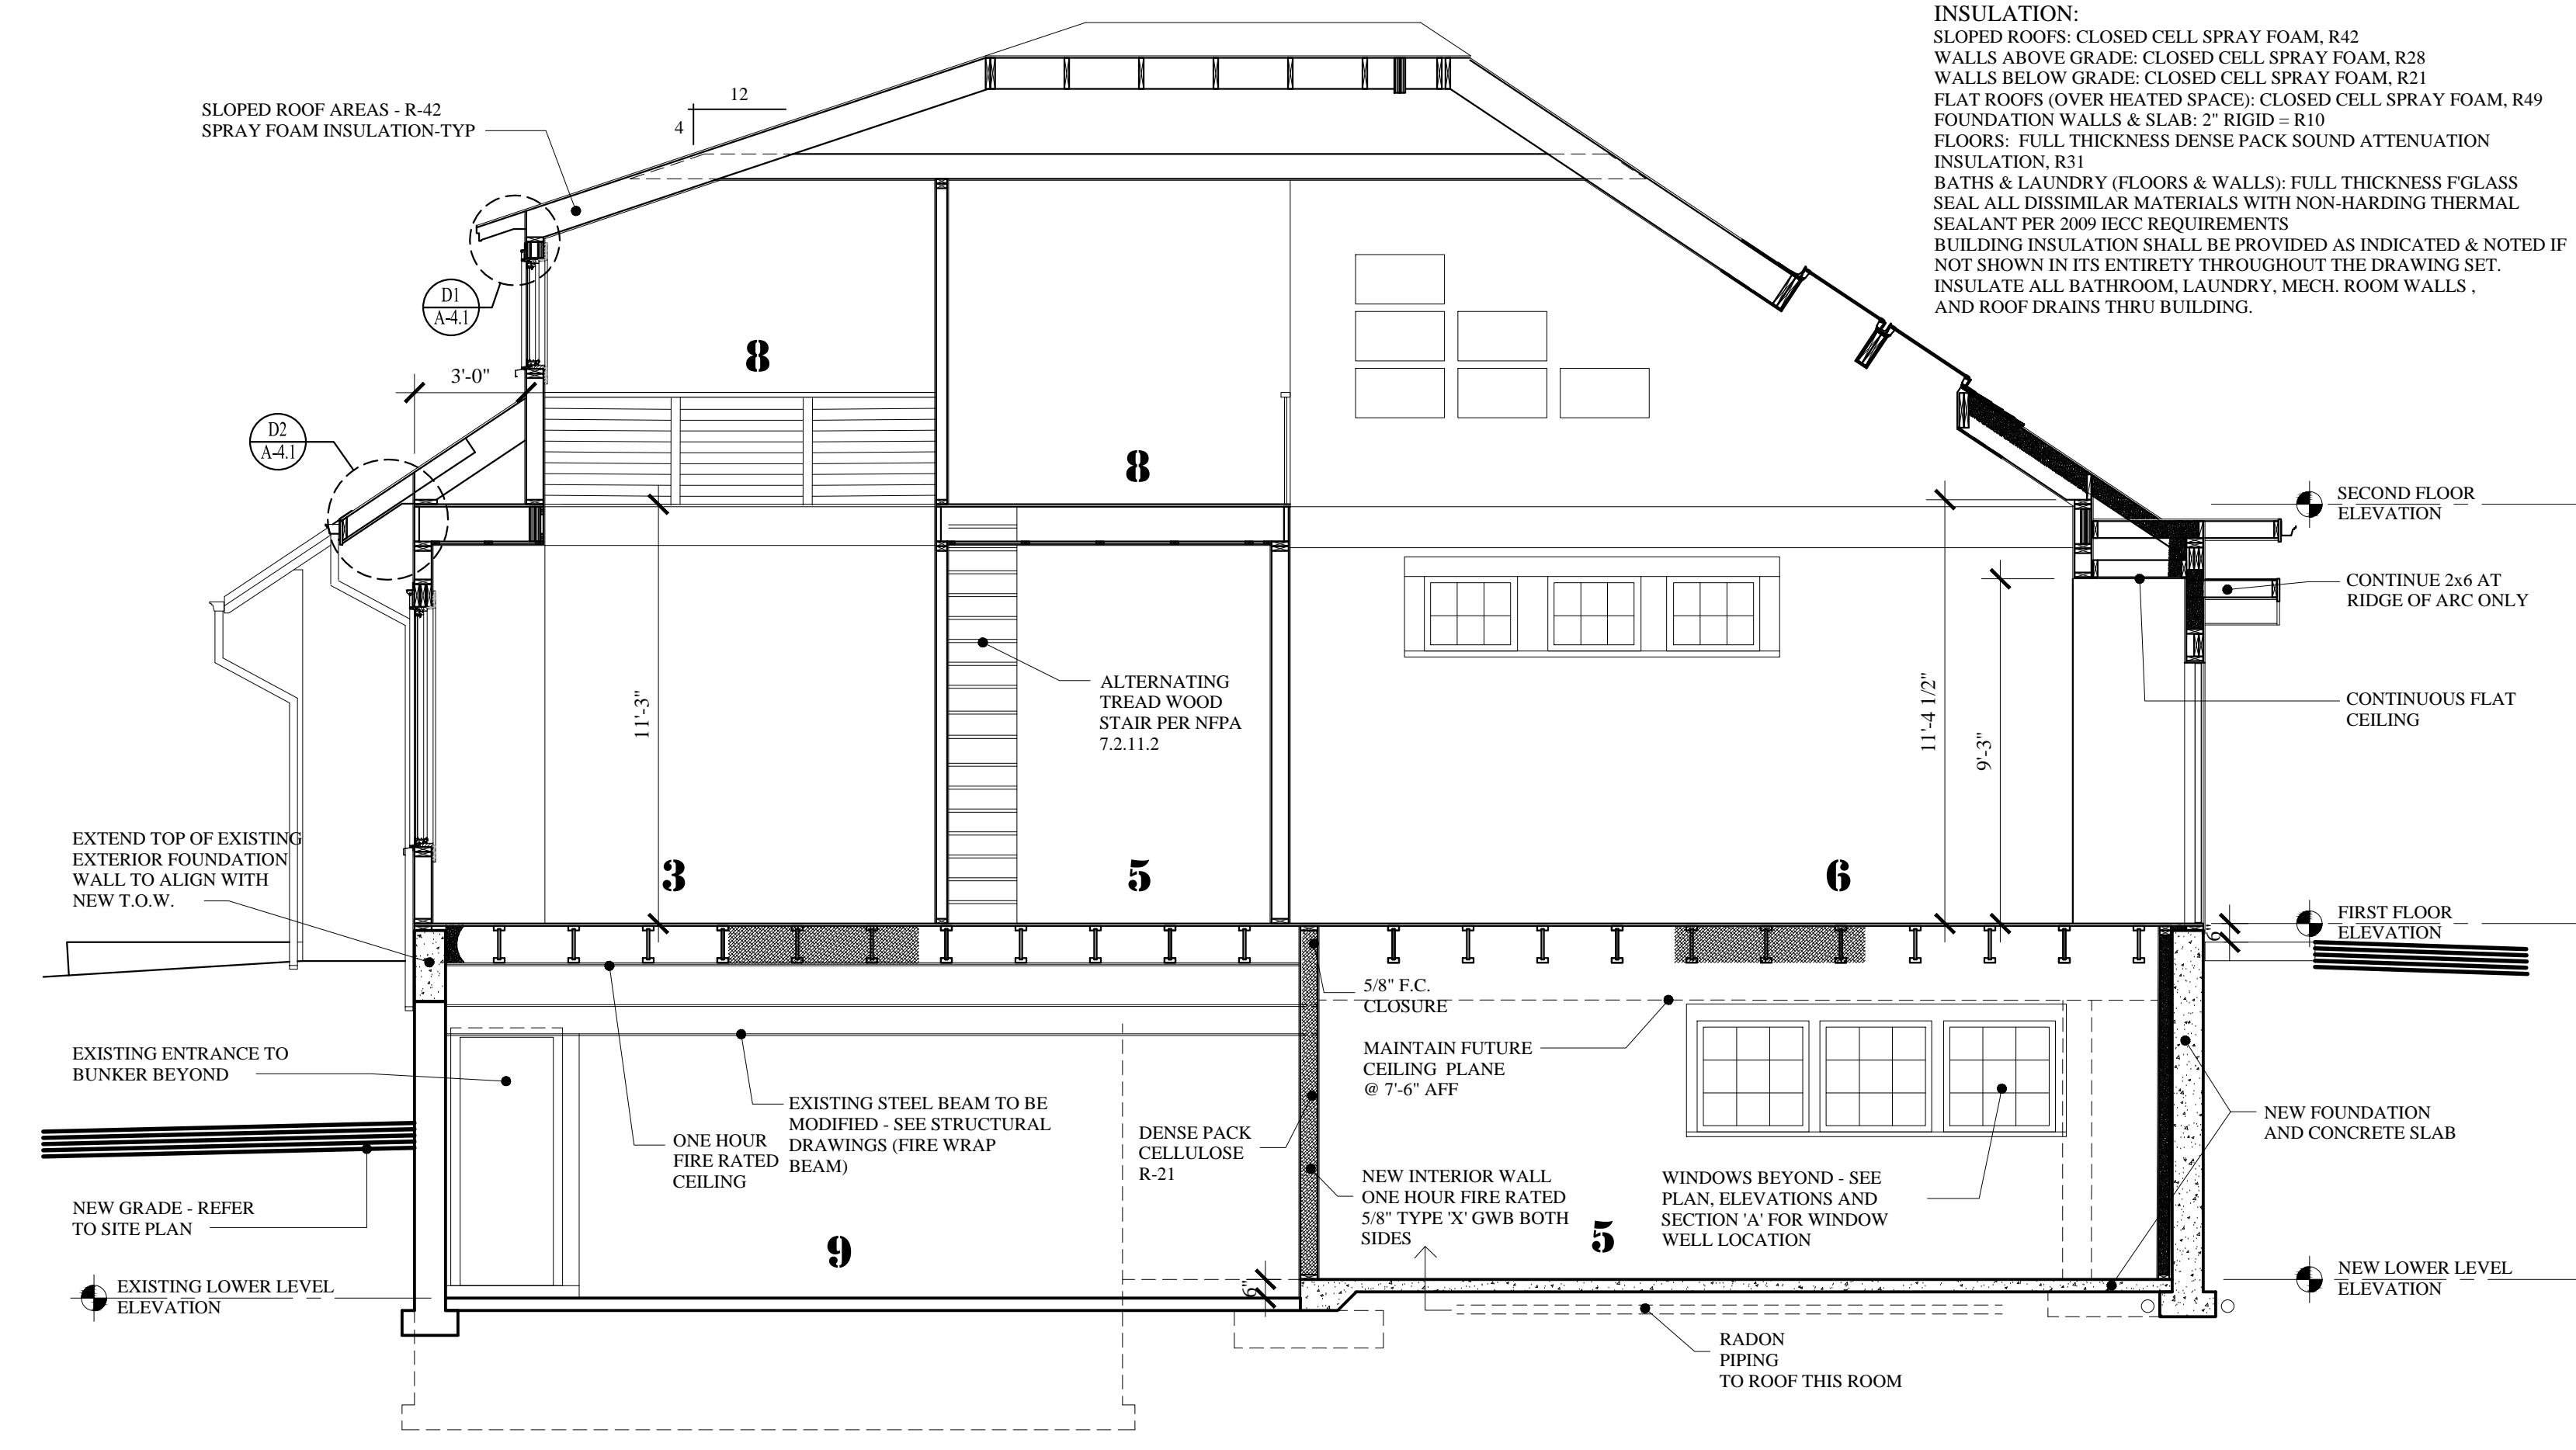 INSULATION:
SLOPED ROOFS: CLOSED CELL SPRAY FOAM, R42
WALLS ABOVE GRADE: CLOSED CELL SPRAY FOAM, R28
WALLS BELOW GRADE: CLOSED CELL SPRAY FOAM, R21
FLAT ROOFS (OVER HEATED SPACE): CLOSED CELL SPRAY FOAM, R49
FOUNDATION WALLS & SLAB: 2" RIGID = R10
FLOORS: FULL THICKNESS DENSE PACK SOUND ATTENUATION
INSULATION, R31
BATHS & LAUNDRY (FLOORS & WALLS): FULL THICKNESS F'GLASS
SEAL ALL DISSIMILAR MATERIALS WITH NON-HARDING THERMAL
SEALANT PER 2009 IECC REQUIREMENTS
BUILDING INSULATION SHALL BE PROVIDED AS INDICATED & NOTED IF
NOT SHOWN IN ITS ENTIRETY THROUGHOUT THE DRAWING SET.
INSULATE ALL BATHROOM, LAUNDRY, MECH. ROOM WALLS ,
AND ROOF DRAINS THRU BUILDING.
SLOPED ROOF AREAS - R-42
SPRAY FOAM INSULATION-TYP
12
4
D1
A-4.1
8
3'-0"
D2
A-4.1
8
SECOND FLOOR
ELEVATION
CONTINUE 2x6 AT
RIDGE OF ARC ONLY
CONTINUOUS FLAT
CEILING
11'-3"
ALTERNATING
TREAD WOOD
STAIR PER NFPA
7.2.11.2
11'-4 1/2"
9'-3"
EXTEND TOP OF EXISTING
EXTERIOR FOUNDATION
WALL TO ALIGN WITH
NEW T.O.W.
3
5
6
FIRST FLOOR
ELEVATION
6"
5/8" F.C.
CLOSURE
MAINTAIN FUTURE
CEILING PLANE
@ 7'-6" AFF
EXISTING ENTRANCE TO
BUNKER BEYOND
EXISTING STEEL BEAM TO BE
MODIFIED - SEE STRUCTURAL
DRAWINGS (FIRE WRAP
BEAM)
ONE HOUR
FIRE RATED
CEILING
DENSE PACK
CELLULOSE
R-21
NEW INTERIOR WALL
ONE HOUR FIRE RATED
5/8" TYPE 'X' GWB BOTH
SIDES
WINDOWS BEYOND - SEE
PLAN, ELEVATIONS AND
SECTION 'A' FOR WINDOW
WELL LOCATION
NEW FOUNDATION
AND CONCRETE SLAB
NEW GRADE - REFER
TO SITE PLAN
9
5
EXISTING LOWER LEVEL
ELEVATION
6"
NEW LOWER LEVEL
ELEVATION
RADON
PIPING
TO ROOF THIS ROOM